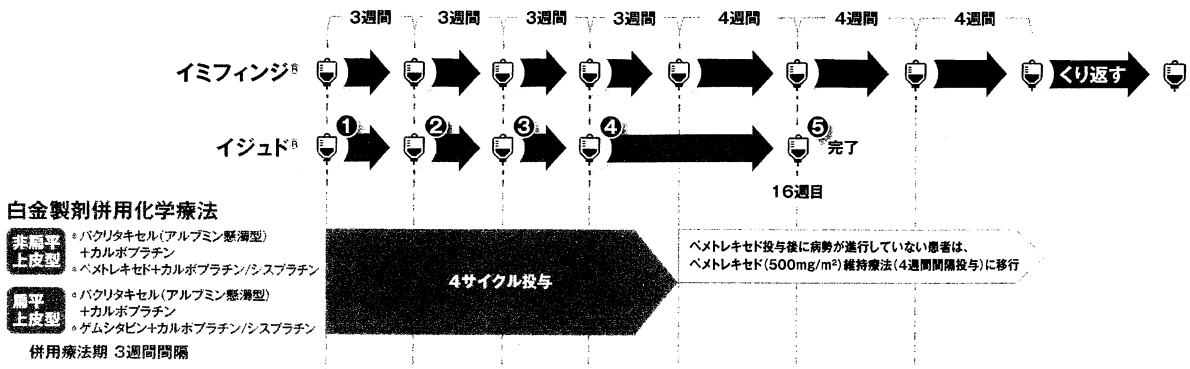 3週間 3週間 3週間 3週間 4週間 4週間 4週間
イミフィンジ® くり返す
イジュド® ❶ ❷ ❸ ❹ ❺
完了
16週目
白金製剤併用化学療法
非扁平
上皮型
パクリタキセル(アルブミン懸濁型)
+カルボプラチン
ペメトレキセド+カルボプラチン/シスプラチン
扁平
上皮型
パクリタキセル(アルブミン懸濁型)
+カルボプラチン
ゲムシタビン+カルボプラチン/シスプラチン
併用療法期 3週間間隔
4サイクル投与
ペメトレキセド投与後に病勢が進行していない患者は、
ペメトレキセド(500mg/m²)維持療法(4週間間隔投与)に移行